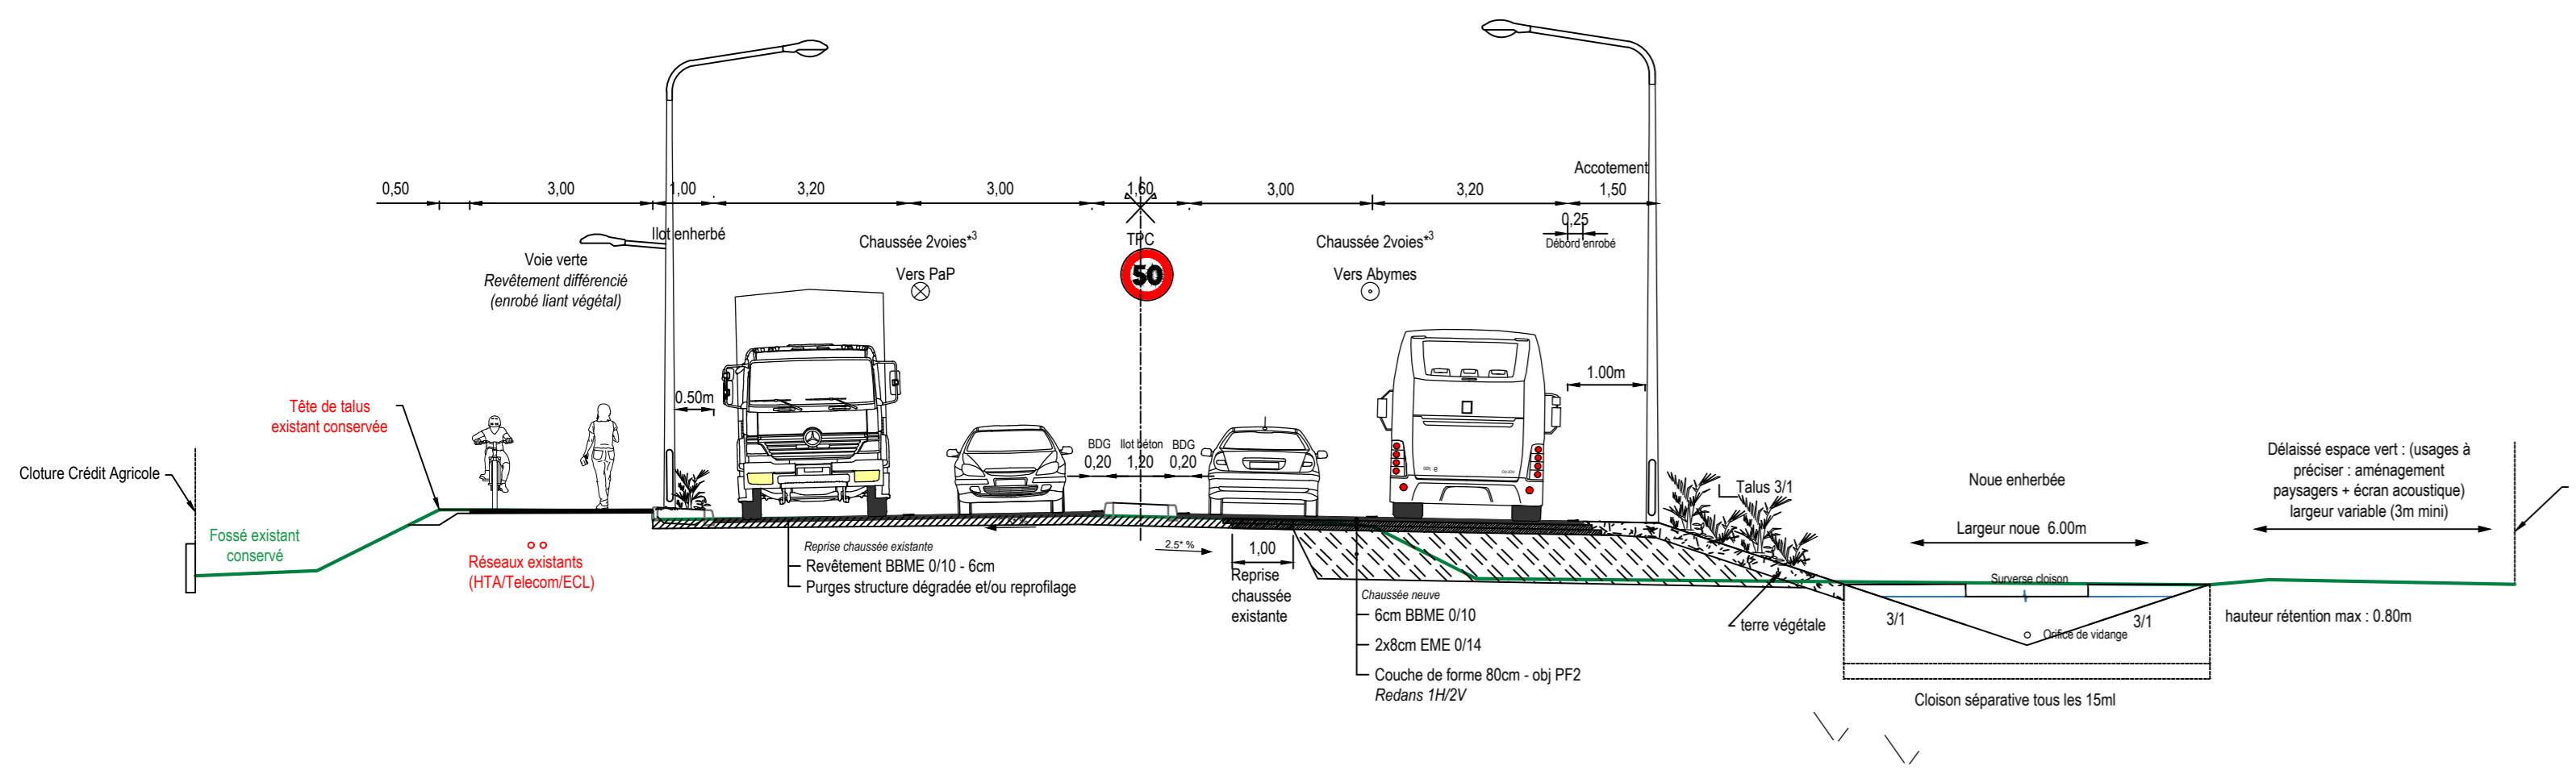 Accotement
0,50
3,00
1,00
3,20
3,00
1,60
3,00
3,20
1,50
0,25
Débord enrobé
Ilot enherbé
Voie verte
Revêtement différencié
(enrobé liant végétal)
Chaussée 2voies*3
Vers PaP
TPC
50
Chaussée 2voies*3
Vers Abymes
0.50m
1.00m
Tête de talus
existant conservée
Cloture Crédit Agricole
Fossé existant
conservé
Réseaux existants
(HTA/Telecom/ECL)
BDG
Ilot béton
BDG
0,20
1,20
0,20
Reprise chaussée existante
Revêtement BBME 0/10 - 6cm
Purges structure dégradée et/ou reprofilage
2.5* %
1,00
Reprise
chaussée
existante
Chaussée neuve
6cm BBME 0/10
2x8cm EME 0/14
Couche de forme 80cm - obj PF2
Redans 1H/2V
Talus 3/1
terre végétale
Noue enherbée
Largeur noue 6.00m
Surverse cloison
3/1
Orifice de vidange
3/1
Cloison séparative tous les 15ml
Délaissé espace vert : (usages à
préciser : aménagement
paysagers + écran acoustique)
largeur variable (3m mini)
hauteur rétention max : 0.80m